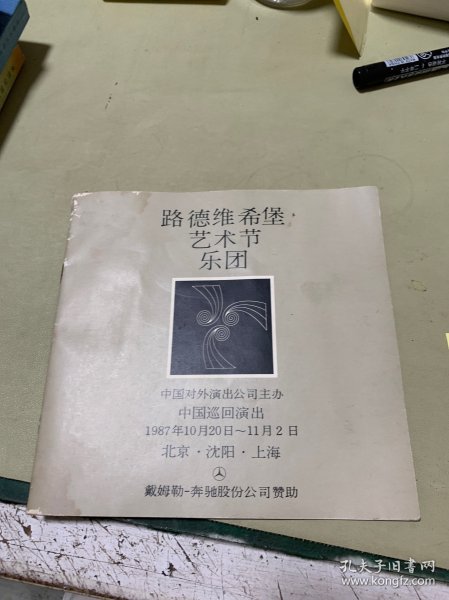 路德维希堡
艺术节
乐团
中国对外演出公司主办
中国巡回演出
1987年10月20日～11月2日
北京·沈阳·上海
戴姆勒-奔驰股份公司赞助
孔夫子旧书网
www.kongfz.com